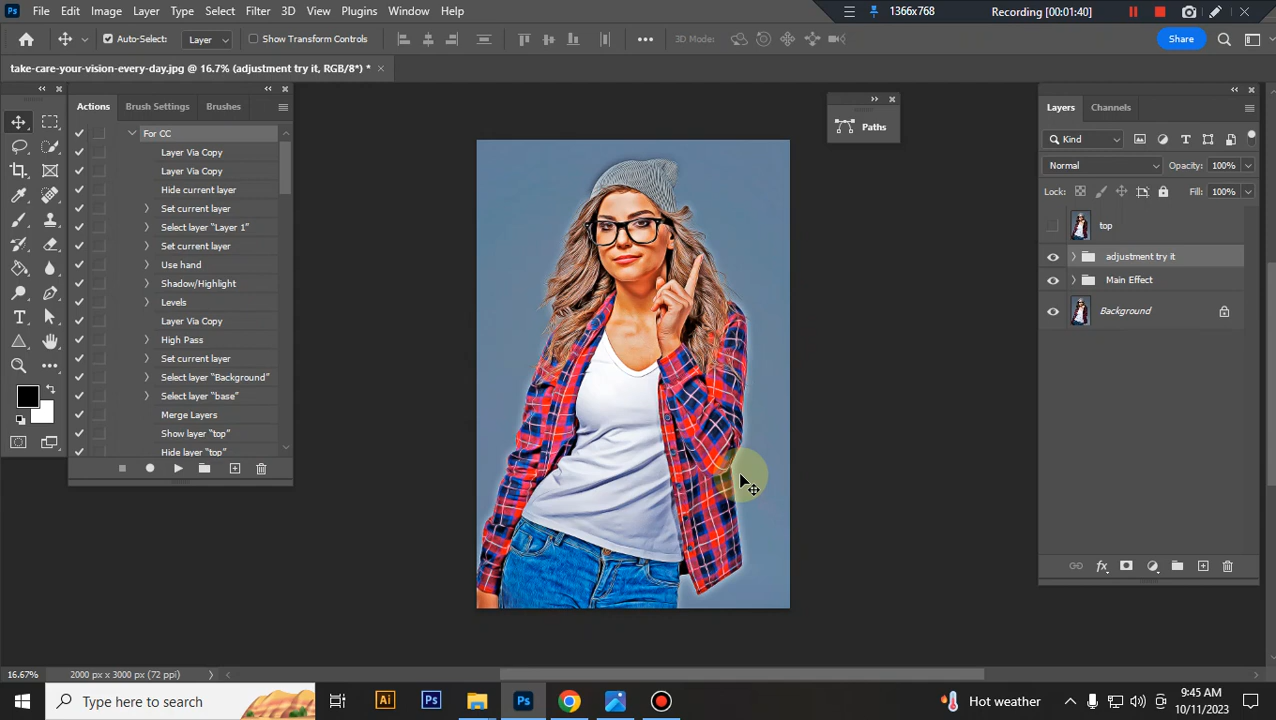 Ps File Edit Image Layer Type Select Filter 3D View Plugins Window Help
1366x768 Recording [00:01:40]
Auto-Select: Layer Show Transform Controls 3D Mode: Share
take-care-your-vision-every-day.jpg @ 16.7% (adjustment try it, RGB/8*) *
Actions Brush Settings Brushes
For CC
Layer Via Copy
Layer Via Copy
Hide current layer
Set current layer
Select layer "Layer 1"
Set current layer
Use hand
Shadow/Highlight
Levels
Layer Via Copy
High Pass
Set current layer
Select layer "Background"
Select layer "base"
Merge Layers
Show layer "top"
Hide layer "top"
Paths
Layers Channels
Kind
Normal Opacity: 100%
Lock: Fill: 100%
top
adjustment try it
Main Effect
Background
16.67% 2000 px x 3000 px (72 ppi)
Type here to search
Ai Ps Ps
Hot weather
9:45 AM
10/11/2023